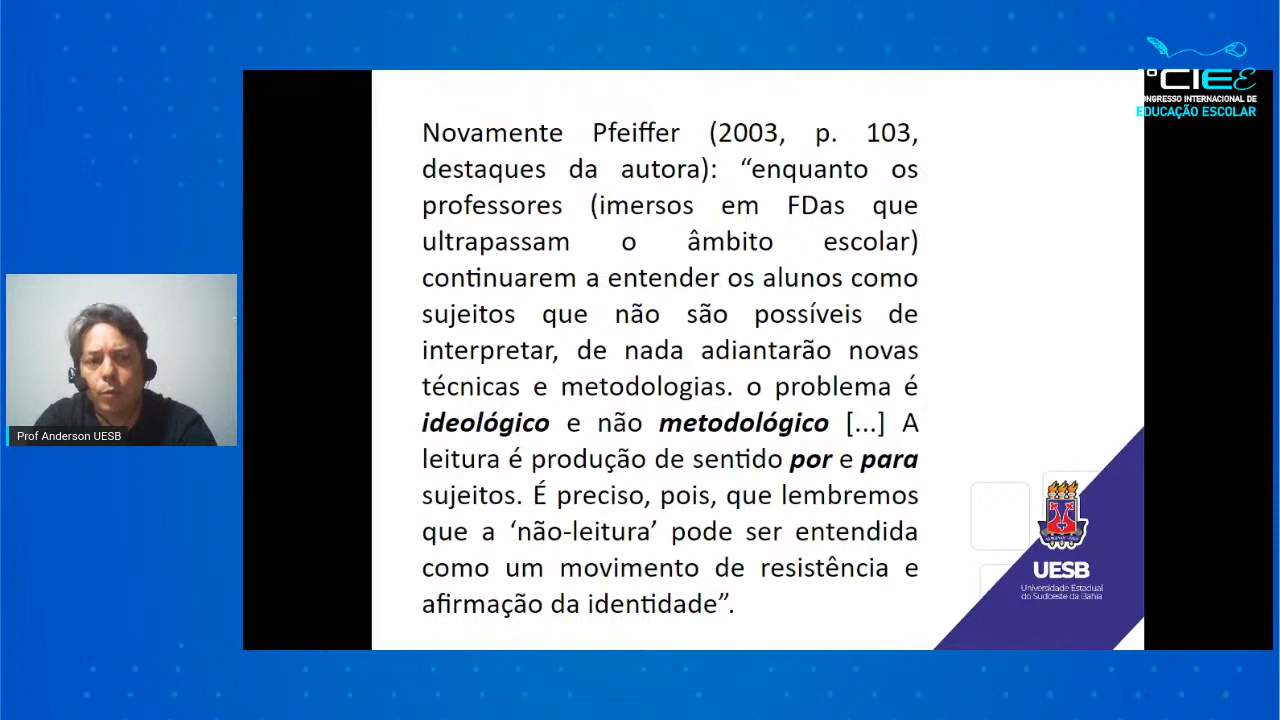 CIEE
CONGRESSO INTERNACIONAL DE
EDUCAÇÃO ESCOLAR
Novamente Pfeiffer (2003, p. 103,
destaques da autora): “enquanto os
professores (imersos em FDas que
ultrapassam o âmbito escolar)
continuarem a entender os alunos como
sujeitos que não são possíveis de
interpretar, de nada adiantarão novas
técnicas e metodologias. o problema é
ideológico e não metodológico [...] A
leitura é produção de sentido por e para
sujeitos. É preciso, pois, que lembremos
que a ‘não-leitura’ pode ser entendida
como um movimento de resistência e
afirmação da identidade”.
Prof Anderson UESB
UESB
Universidade Estadual
do Sudoeste da Bahia